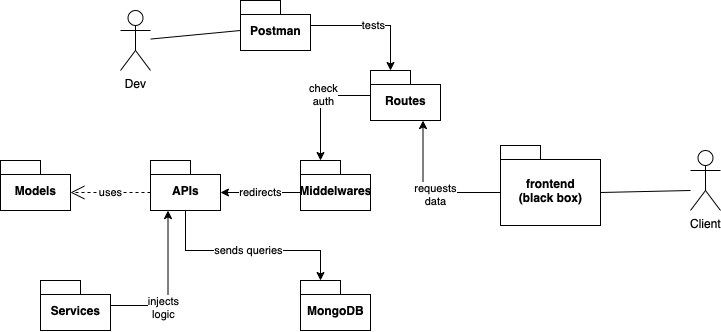 Postman
tests
Dev
check
auth
Routes
Models
uses
APIs
redirects
Middelwares
requests
data
frontend
(black box)
Client
sends queries
Services
injects
logic
MongoDB